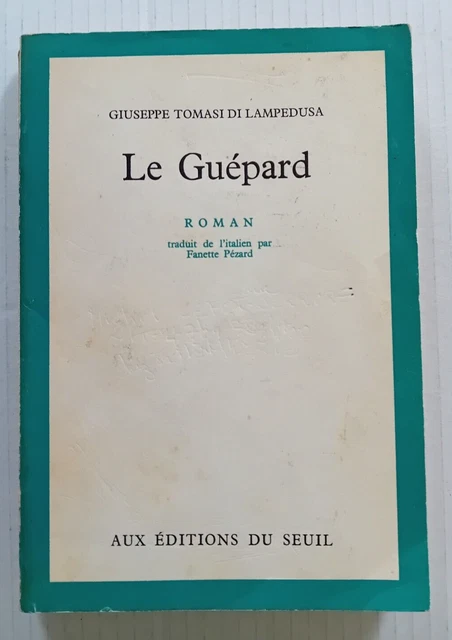 GIUSEPPE TOMASI DI LAMPEDUSA
Le Guépard
ROMAN
traduit de l'italien par
Fanette Pézard
AUX ÉDITIONS DU SEUIL